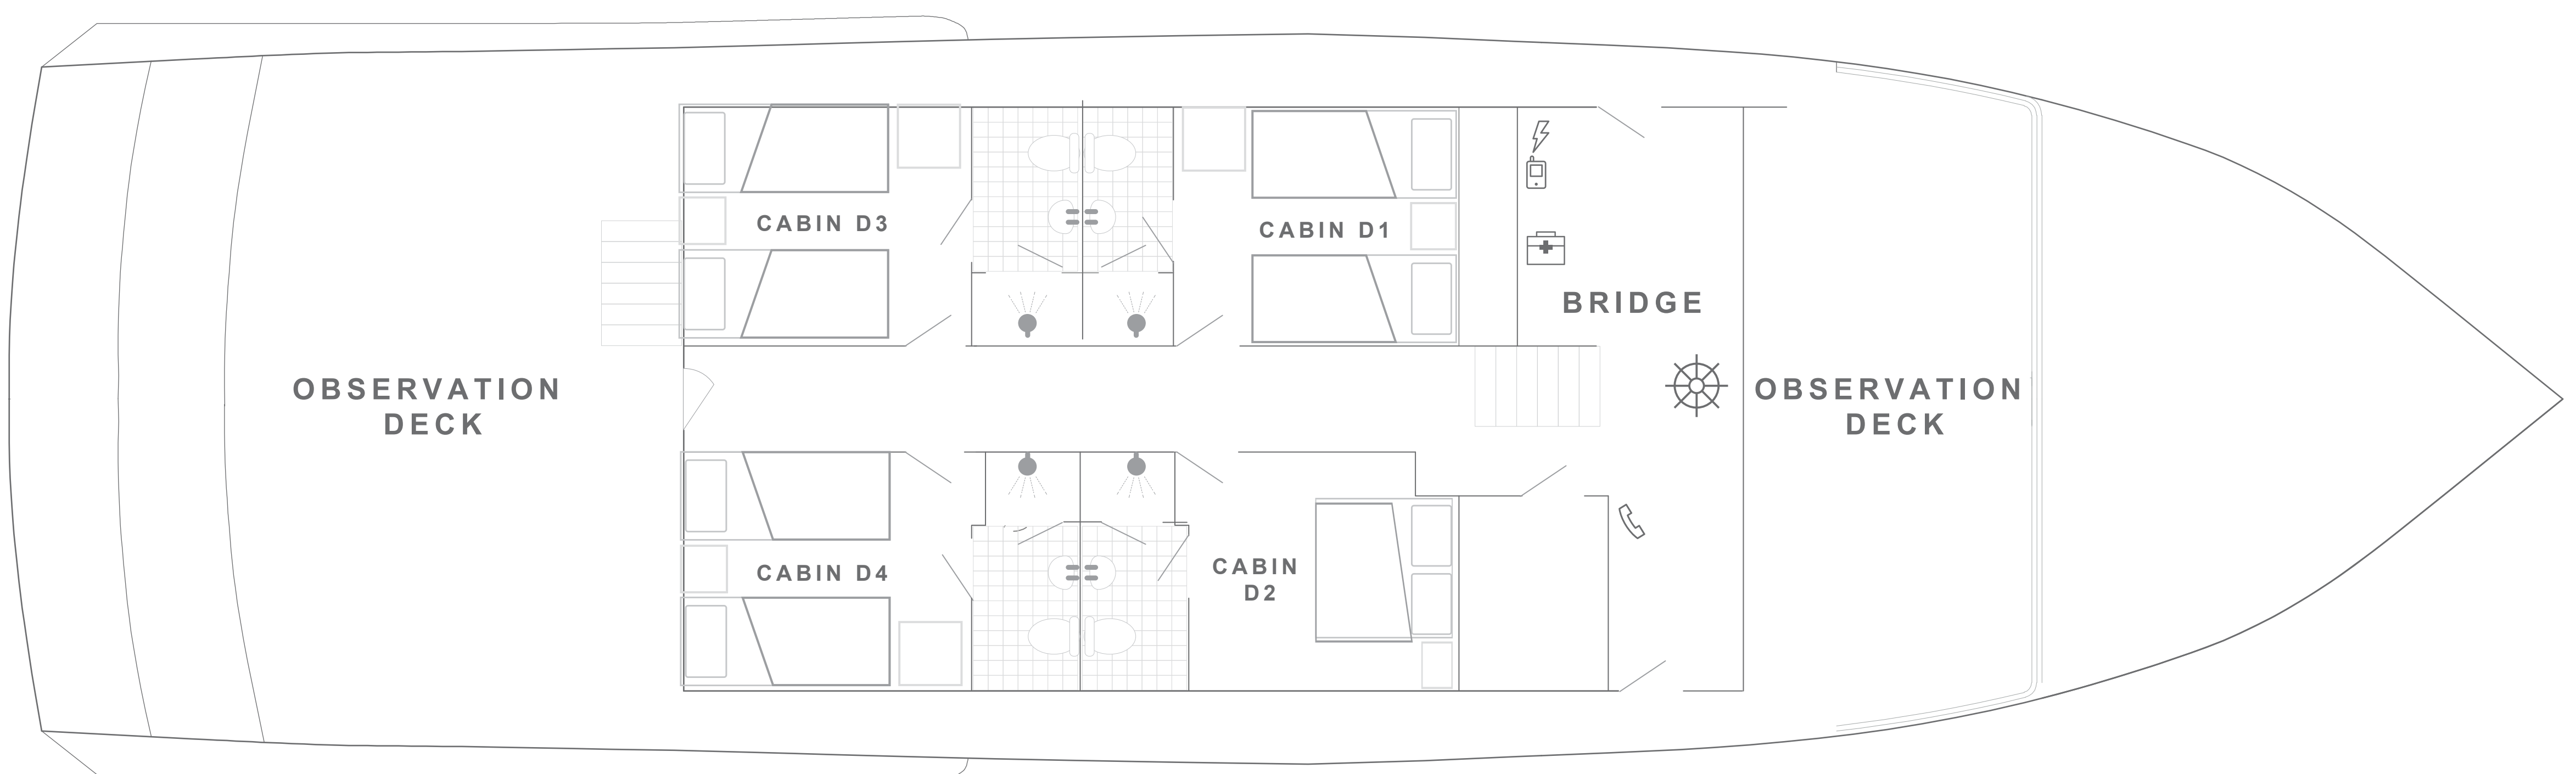 CABIN D3
CABIN D1
BRIDGE
OBSERVATION
DECK
OBSERVATION
DECK
CABIN D4
CABIN
D2